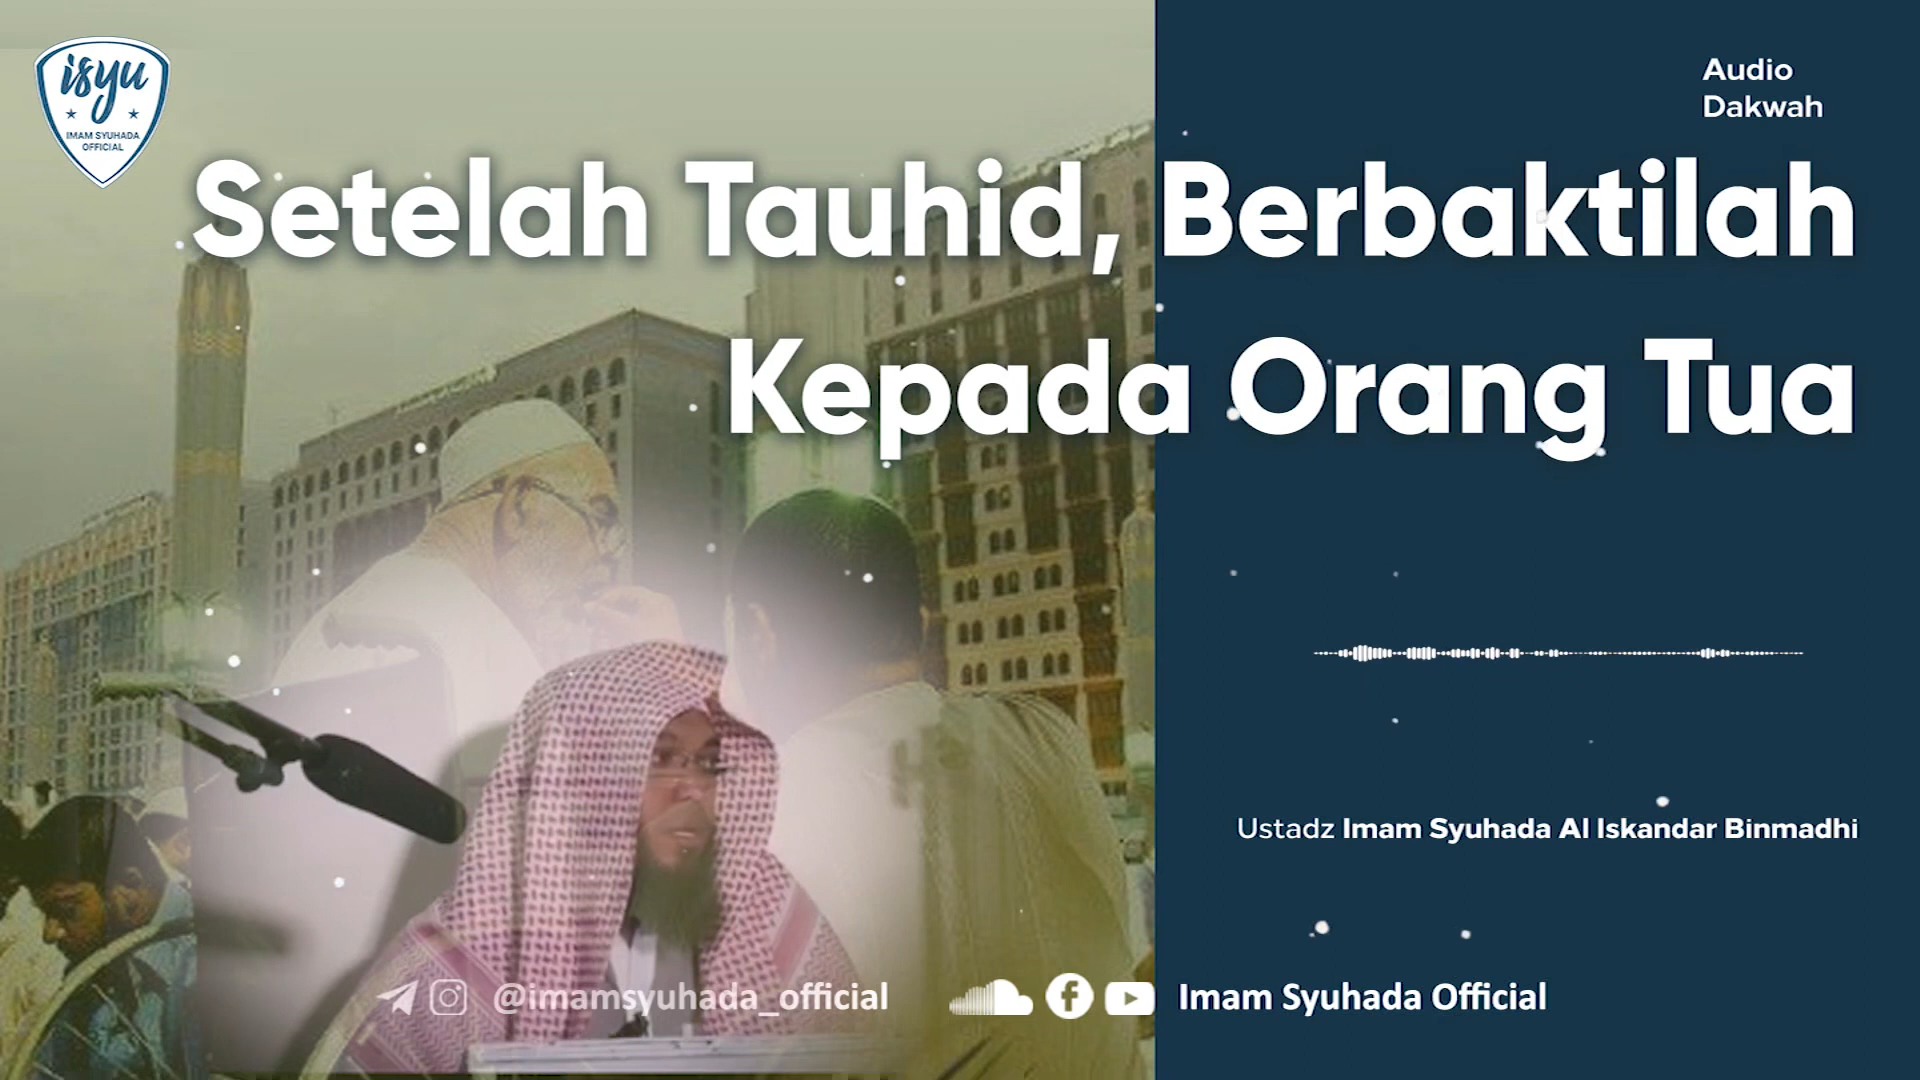 isyu
IMAM SYUHADA
OFFICIAL
Audio
Dakwah
Setelah Tauhid, Berbaktilah
Kepada Orang Tua
Ustadz Imam Syuhada Al Iskandar Binmadhi
@imamsyuhada_official
Imam Syuhada Official